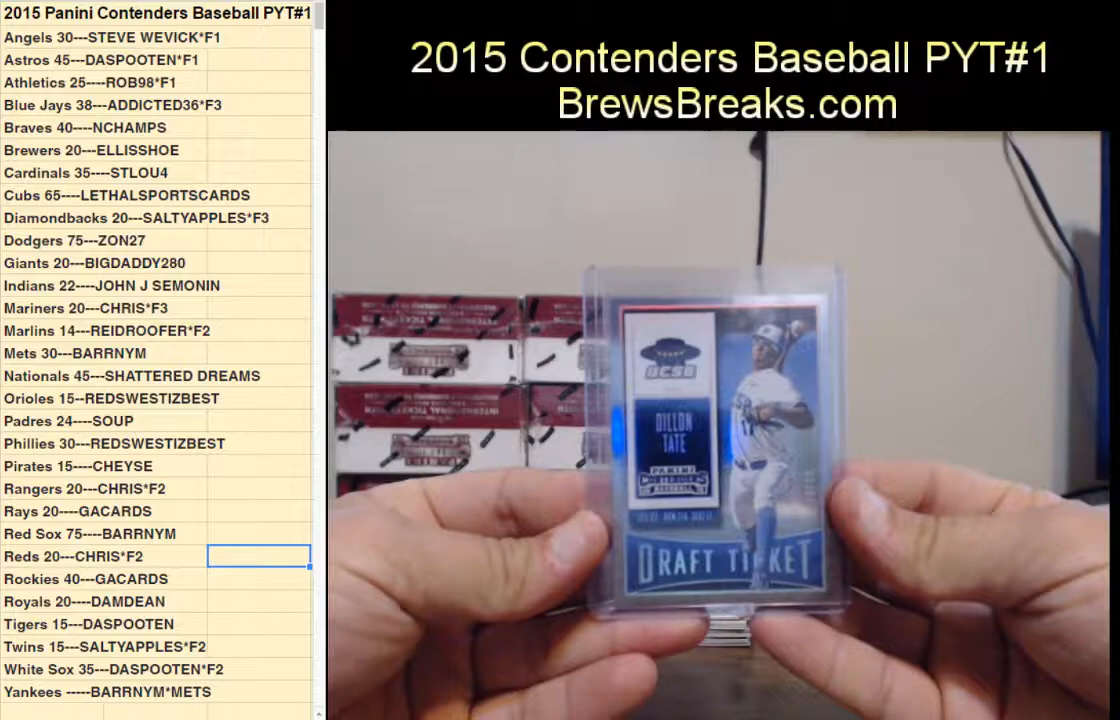 2015 Panini Contenders Baseball PYT#1
Angels 30---STEVE WEVICK*F1
Astros 45----DASPOOTEN*F1
Athletics 25----ROB98*F1
Blue Jays 38---ADDICTED36*F3
Braves 40----NCHAMPS
Brewers 20---ELLISSHOE
Cardinals 35----STLOU4
Cubs 65----LETHALSPORTSCARDS
Diamondbacks 20---SALTYAPPLES*F3
Dodgers 75---ZON27
Giants 20---BIGDADDY280
Indians 22----JOHN J SEMONIN
Mariners 20---CHRIS*F3
Marlins 14---REIDROOFER*F2
Mets 30---BARRNYM
Nationals 45---SHATTERED DREAMS
Orioles 15---REDSWESTIZBEST
Padres 24----SOUP
Phillies 30---REDSWESTIZBEST
Pirates 15----CHEYSE
Rangers 20---CHRIS*F2
Rays 20----GACARDS
Red Sox 75----BARRNYM
Reds 20---CHRIS*F2
Rockies 40---GACARDS
Royals 20----DAMDEAN
Tigers 15---DASPOOTEN
Twins 15---SALTYAPPLES*F2
White Sox 35---DASPOOTEN*F2
Yankees -----BARRNYM*METS
2015 Contenders Baseball PYT#1
BrewsBreaks.com
UCSB
DILLON
TATE
PANINI
CONTENDERS
BASEBALL
DRAFT TICKET